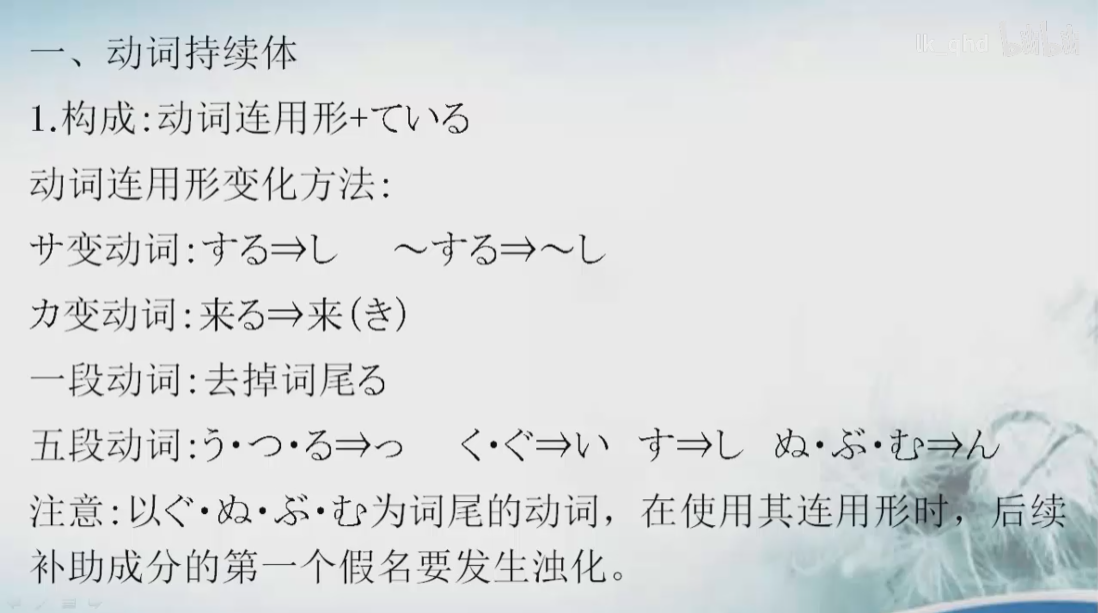 lk_qhd bilibili
一、动词持续体
1.构成:动词连用形+ている
动词连用形变化方法:
サ变动词:する⇒し　～する⇒～し
カ变动词:来る⇒来(き)
一段动词:去掉词尾る
五段动词:う・つ・る⇒っ　く・ぐ⇒い　す⇒し　ぬ・ぶ・む⇒ん
注意:以ぐ・ぬ・ぶ・む为词尾的动词，在使用其连用形时，后续
补助成分的第一个假名要发生浊化。